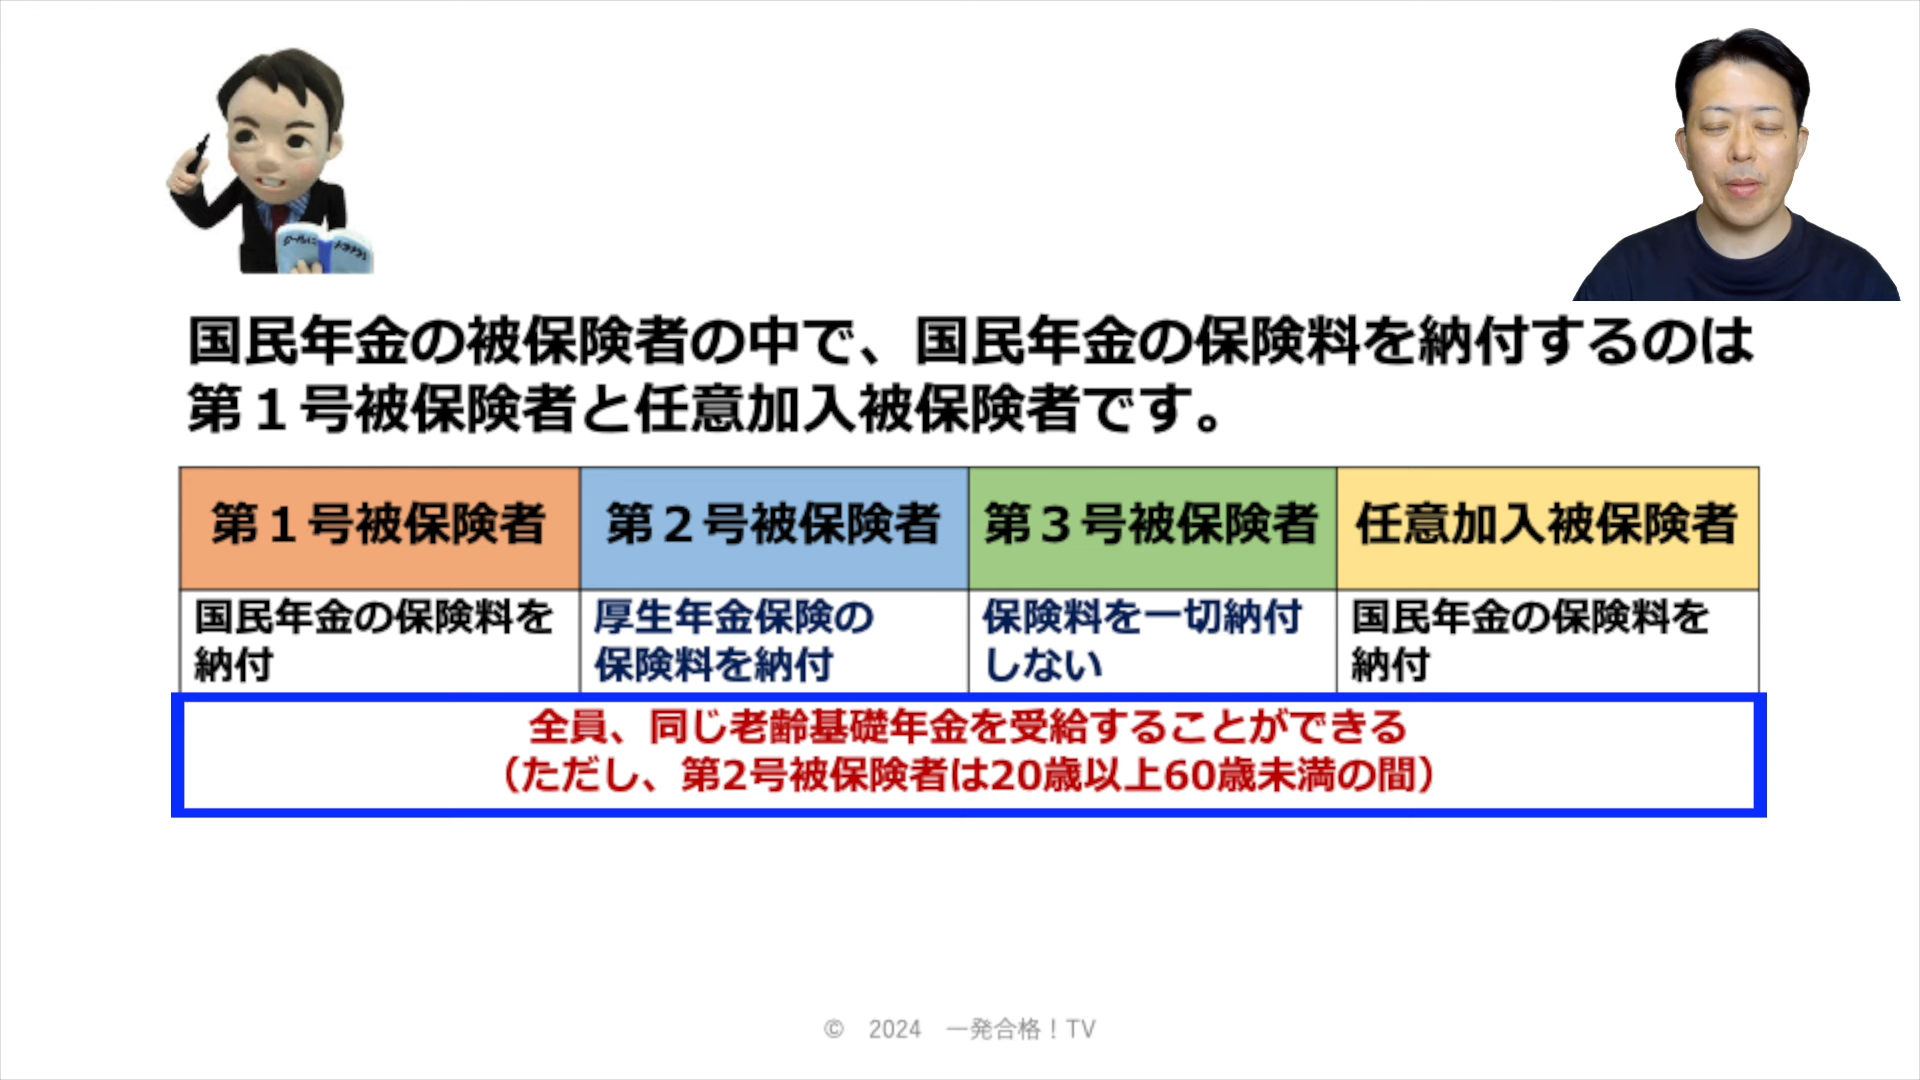 国民年金の被保険者の中で、国民年金の保険料を納付するのは
第１号被保険者と任意加入被保険者です。
第１号被保険者
第２号被保険者
第３号被保険者
任意加入被保険者
国民年金の保険料を
納付
厚生年金保険の
保険料を納付
保険料を一切納付
しない
国民年金の保険料を
納付
全員、同じ老齢基礎年金を受給することができる
（ただし、第2号被保険者は20歳以上60歳未満の間）
©　2024　一発合格！TV